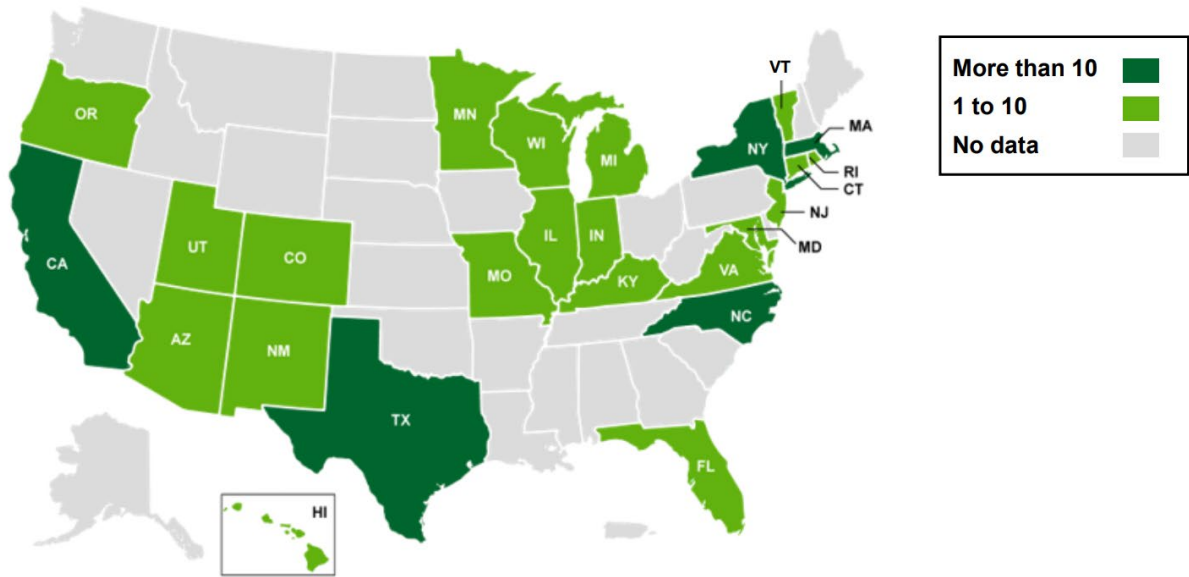 VT
OR
MN
More than 10
1 to 10
No data
WI
MI
NY
MA
RI
CT
NJ
MD
UT
CO
IL
IN
CA
MO
KY
VA
AZ
NM
NC
TX
FL
HI